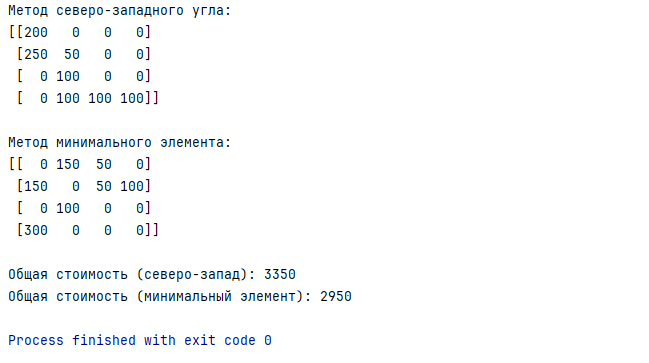 Метод северо-западного угла:
[[200   0   0   0]
 [250  50   0   0]
 [  0 100   0   0]
 [  0 100 100 100]]
Метод минимального элемента:
[[  0 150  50   0]
 [150   0  50 100]
 [  0 100   0   0]
 [300   0   0   0]]
Общая стоимость (северо-запад): 3350
Общая стоимость (минимальный элемент): 2950
Process finished with exit code 0